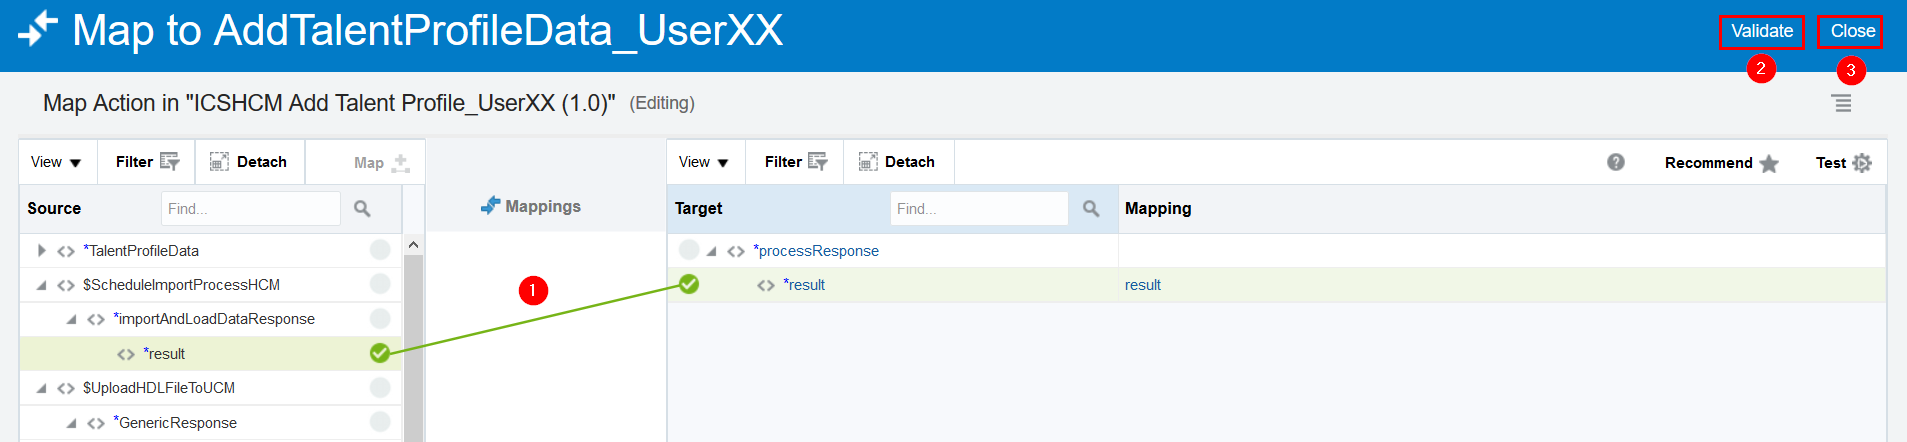 Map to AddTalentProfileData_UserXX
Validate
Close
2
3
Map Action in "ICSHCM Add Talent Profile_UserXX (1.0)" (Editing)
View Filter Detach Map
View Filter Detach ? Recommend Test
Source Find...
Mappings
Target Find... Mapping
<> *TalentProfileData
<> *processResponse
<> $ScheduleImportProcessHCM
1
<> *result result
<> *importAndLoadDataResponse
<> *result
<> $UploadHDLFileToUCM
<> *GenericResponse